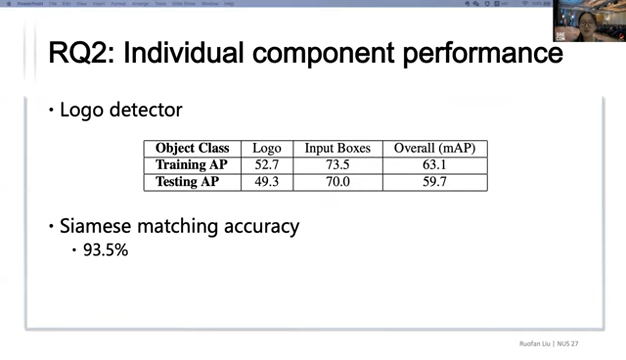 RQ2: Individual component performance
• Logo detector
Object Class Logo Input Boxes Overall (mAP)
Training AP 52.7 73.5 63.1
Testing AP 49.3 70.0 59.7
• Siamese matching accuracy
• 93.5%
Ruofan Liu | NUS 27